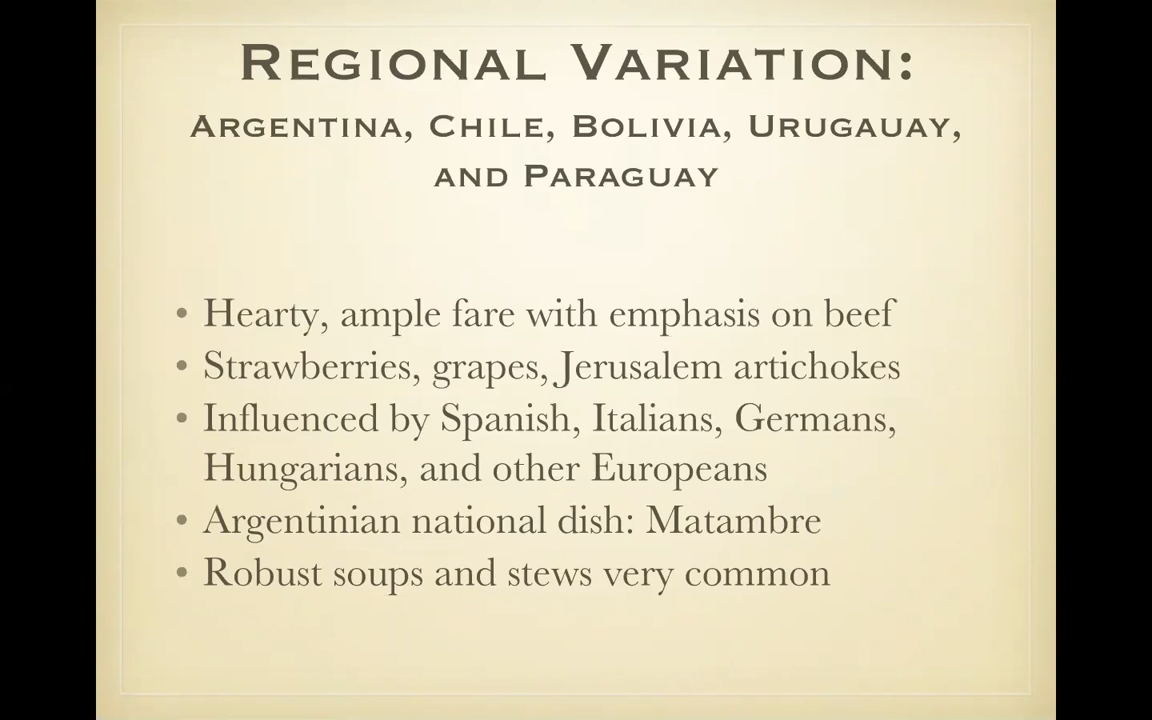 REGIONAL VARIATION:
ARGENTINA, CHILE, BOLIVIA, URUGAUAY,
AND PARAGUAY
• Hearty, ample fare with emphasis on beef
• Strawberries, grapes, Jerusalem artichokes
• Influenced by Spanish, Italians, Germans,
Hungarians, and other Europeans
• Argentinian national dish: Matambre
• Robust soups and stews very common